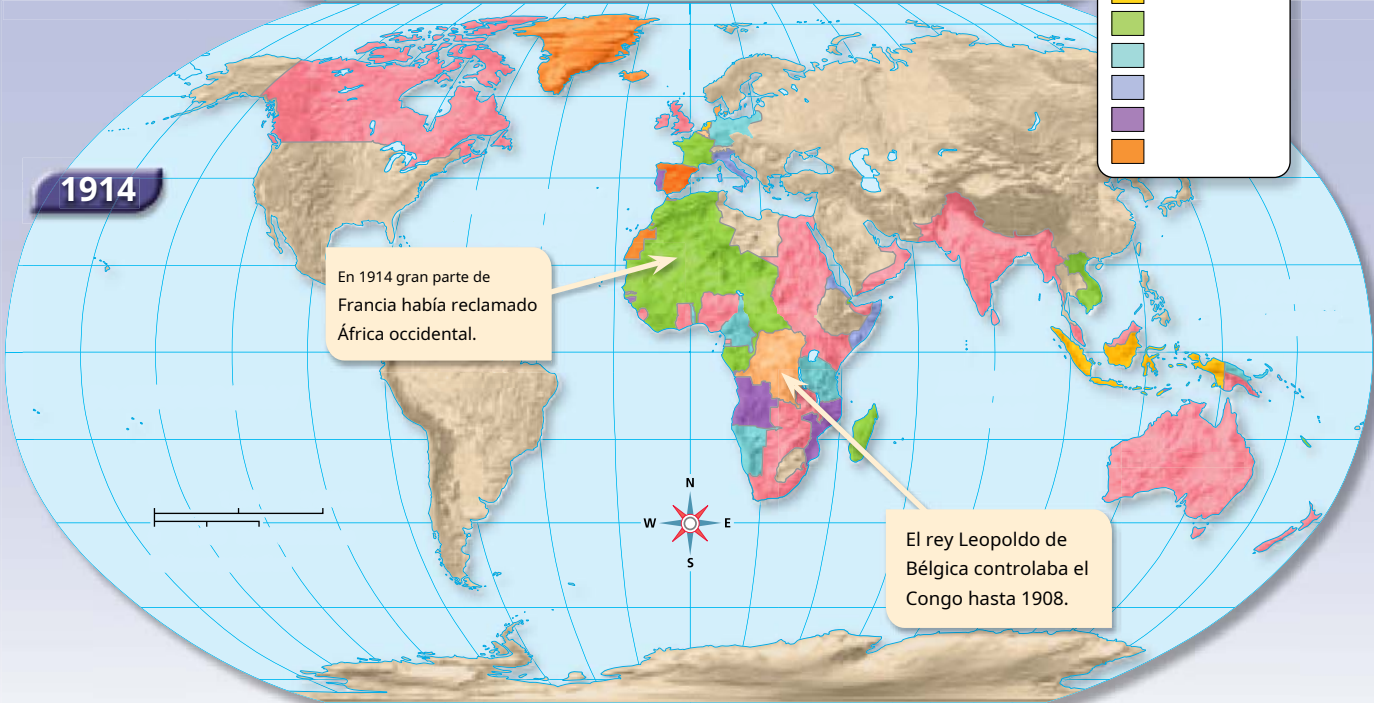 1914
En 1914 gran parte de
Francia había reclamado
África occidental.
N
W
E
S
El rey Leopoldo de
Bélgica controlaba el
Congo hasta 1908.